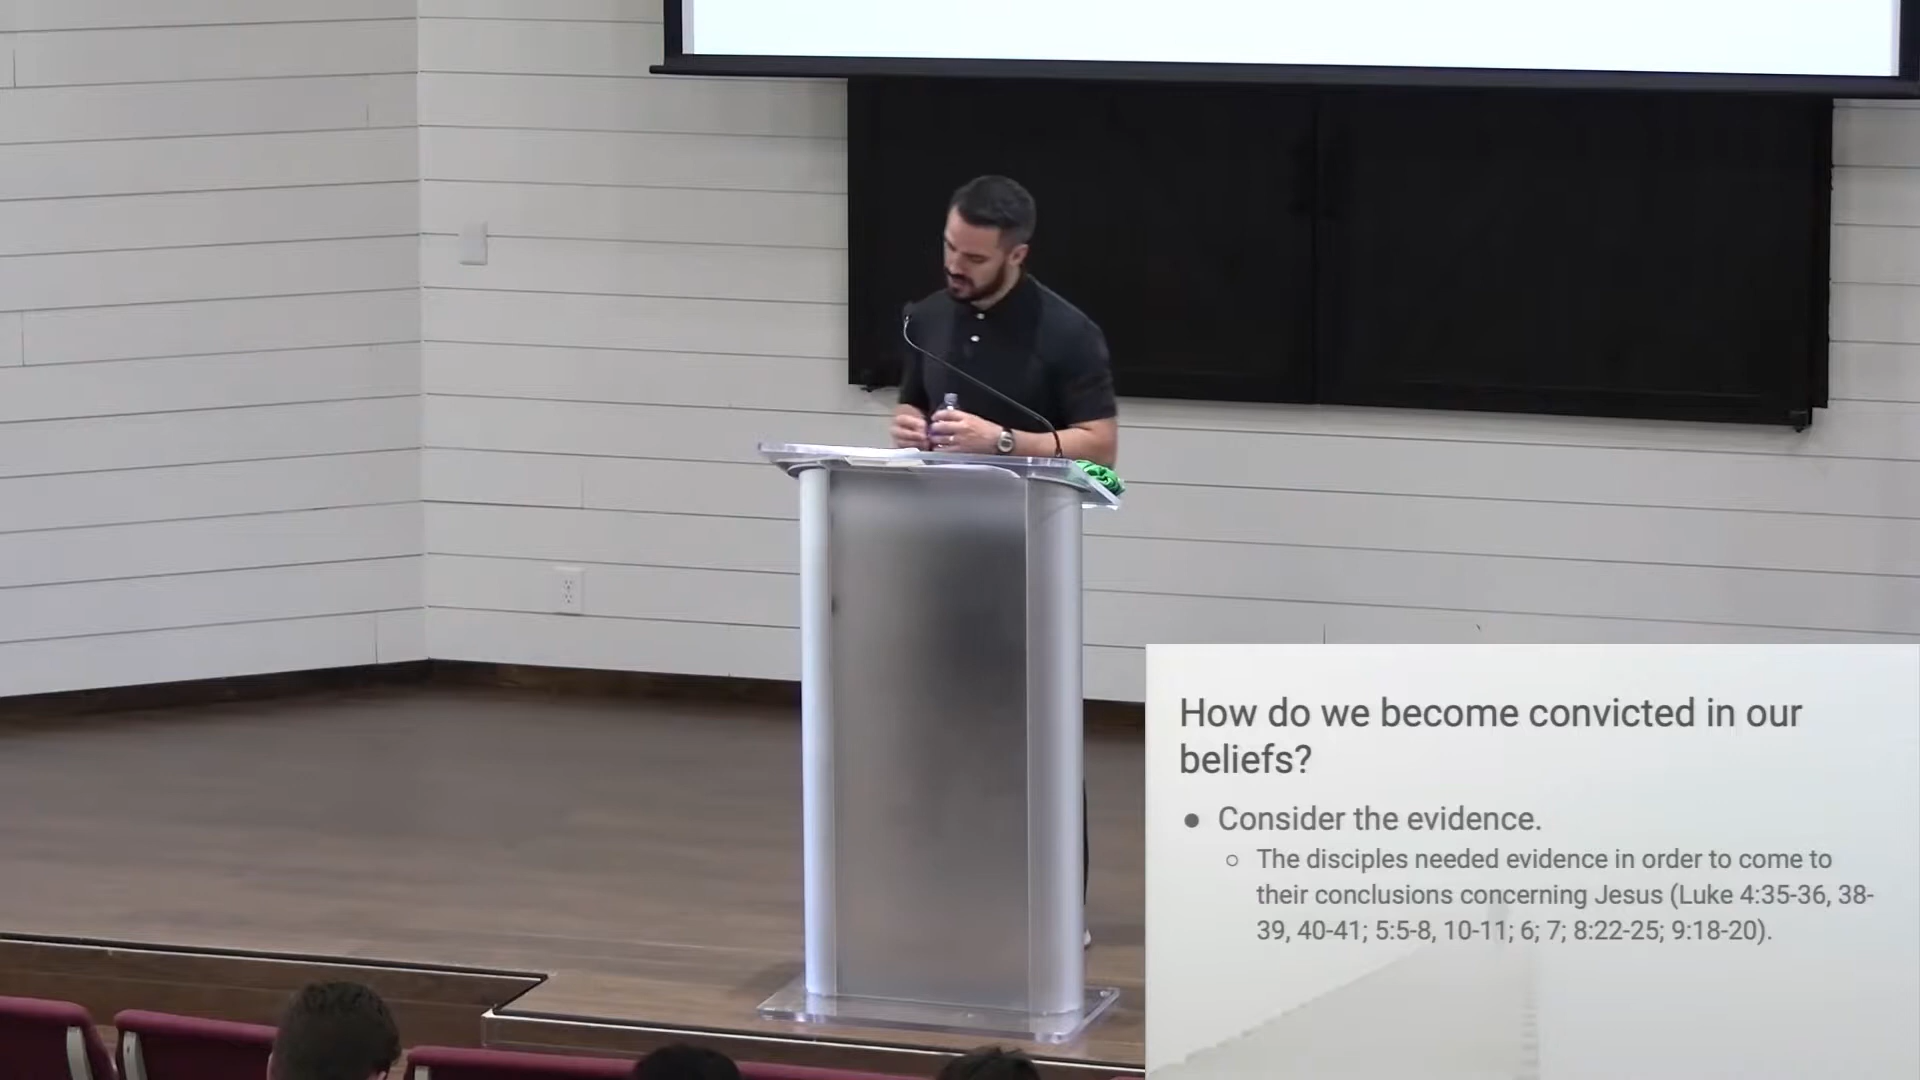 How do we become convicted in our
beliefs?
● Consider the evidence.
○ The disciples needed evidence in order to come to
their conclusions concerning Jesus (Luke 4:35-36, 38-
39, 40-41; 5:5-8, 10-11; 6; 7; 8:22-25; 9:18-20).